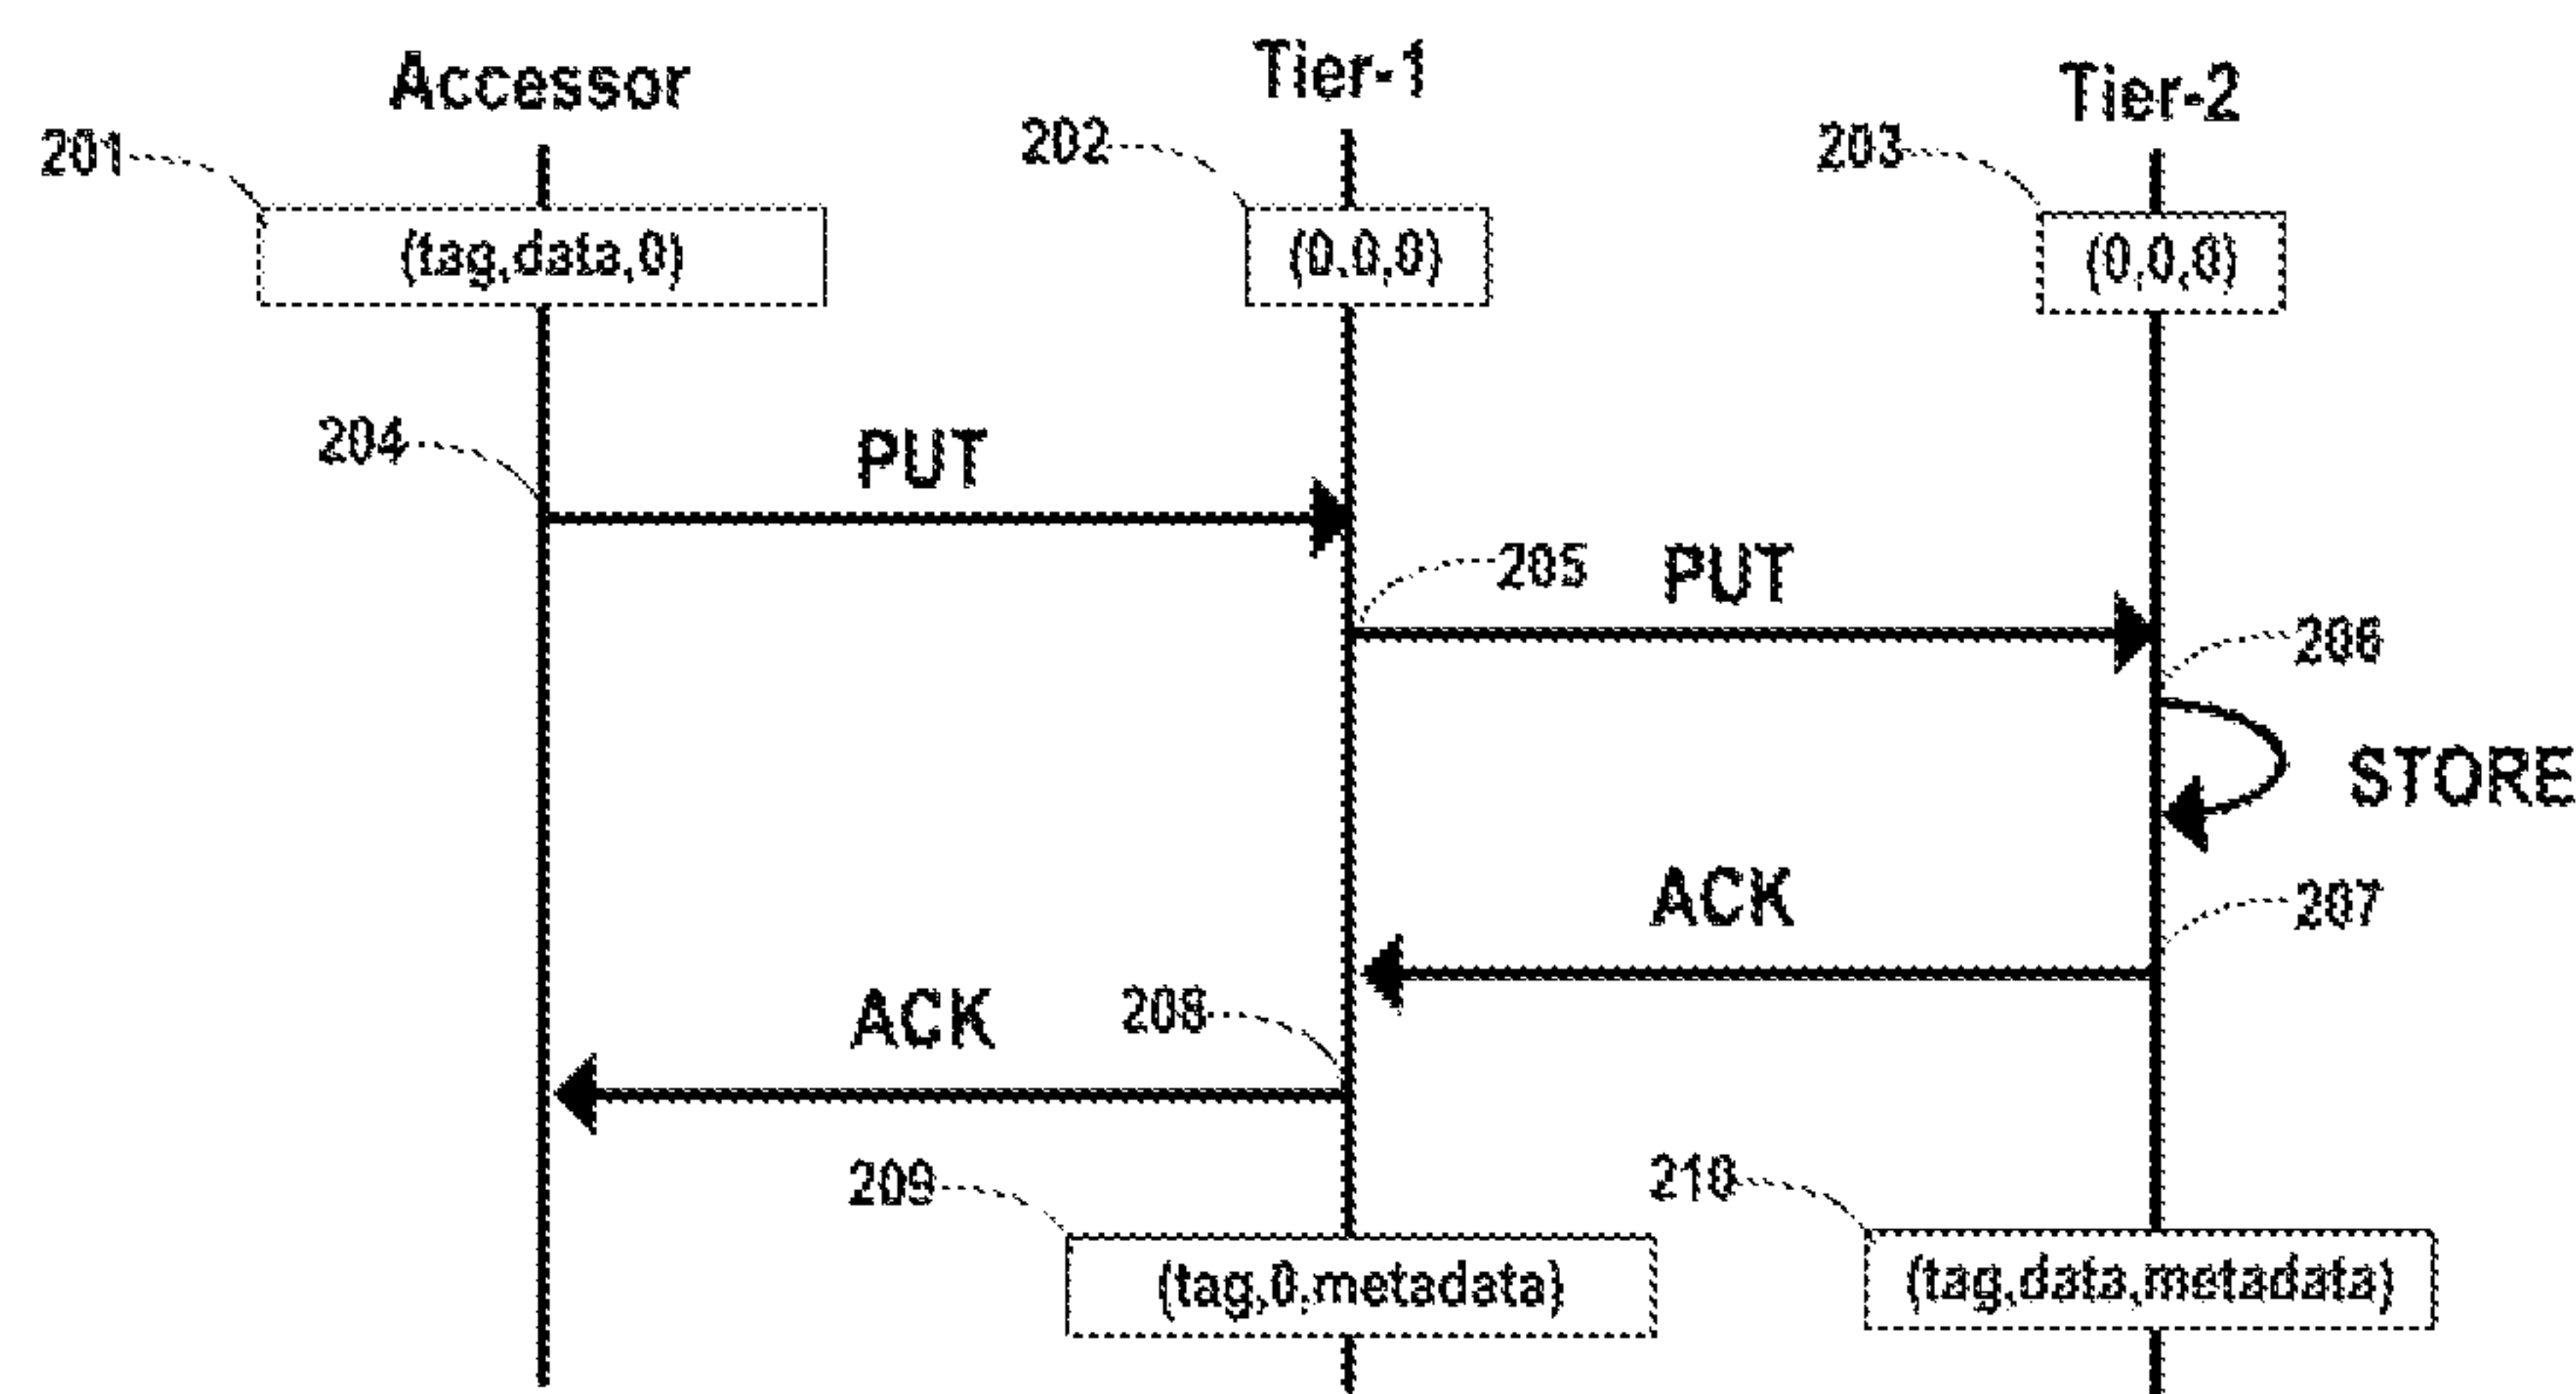 Accessor
Tier-1
Tier-2
201
202
203
(tag,data,0)
(0,0,0)
(0,0,0)
204
PUT
205
PUT
206
STORE
ACK
207
ACK
208
209
210
(tag,0,metadata)
(tag,data,metadata)